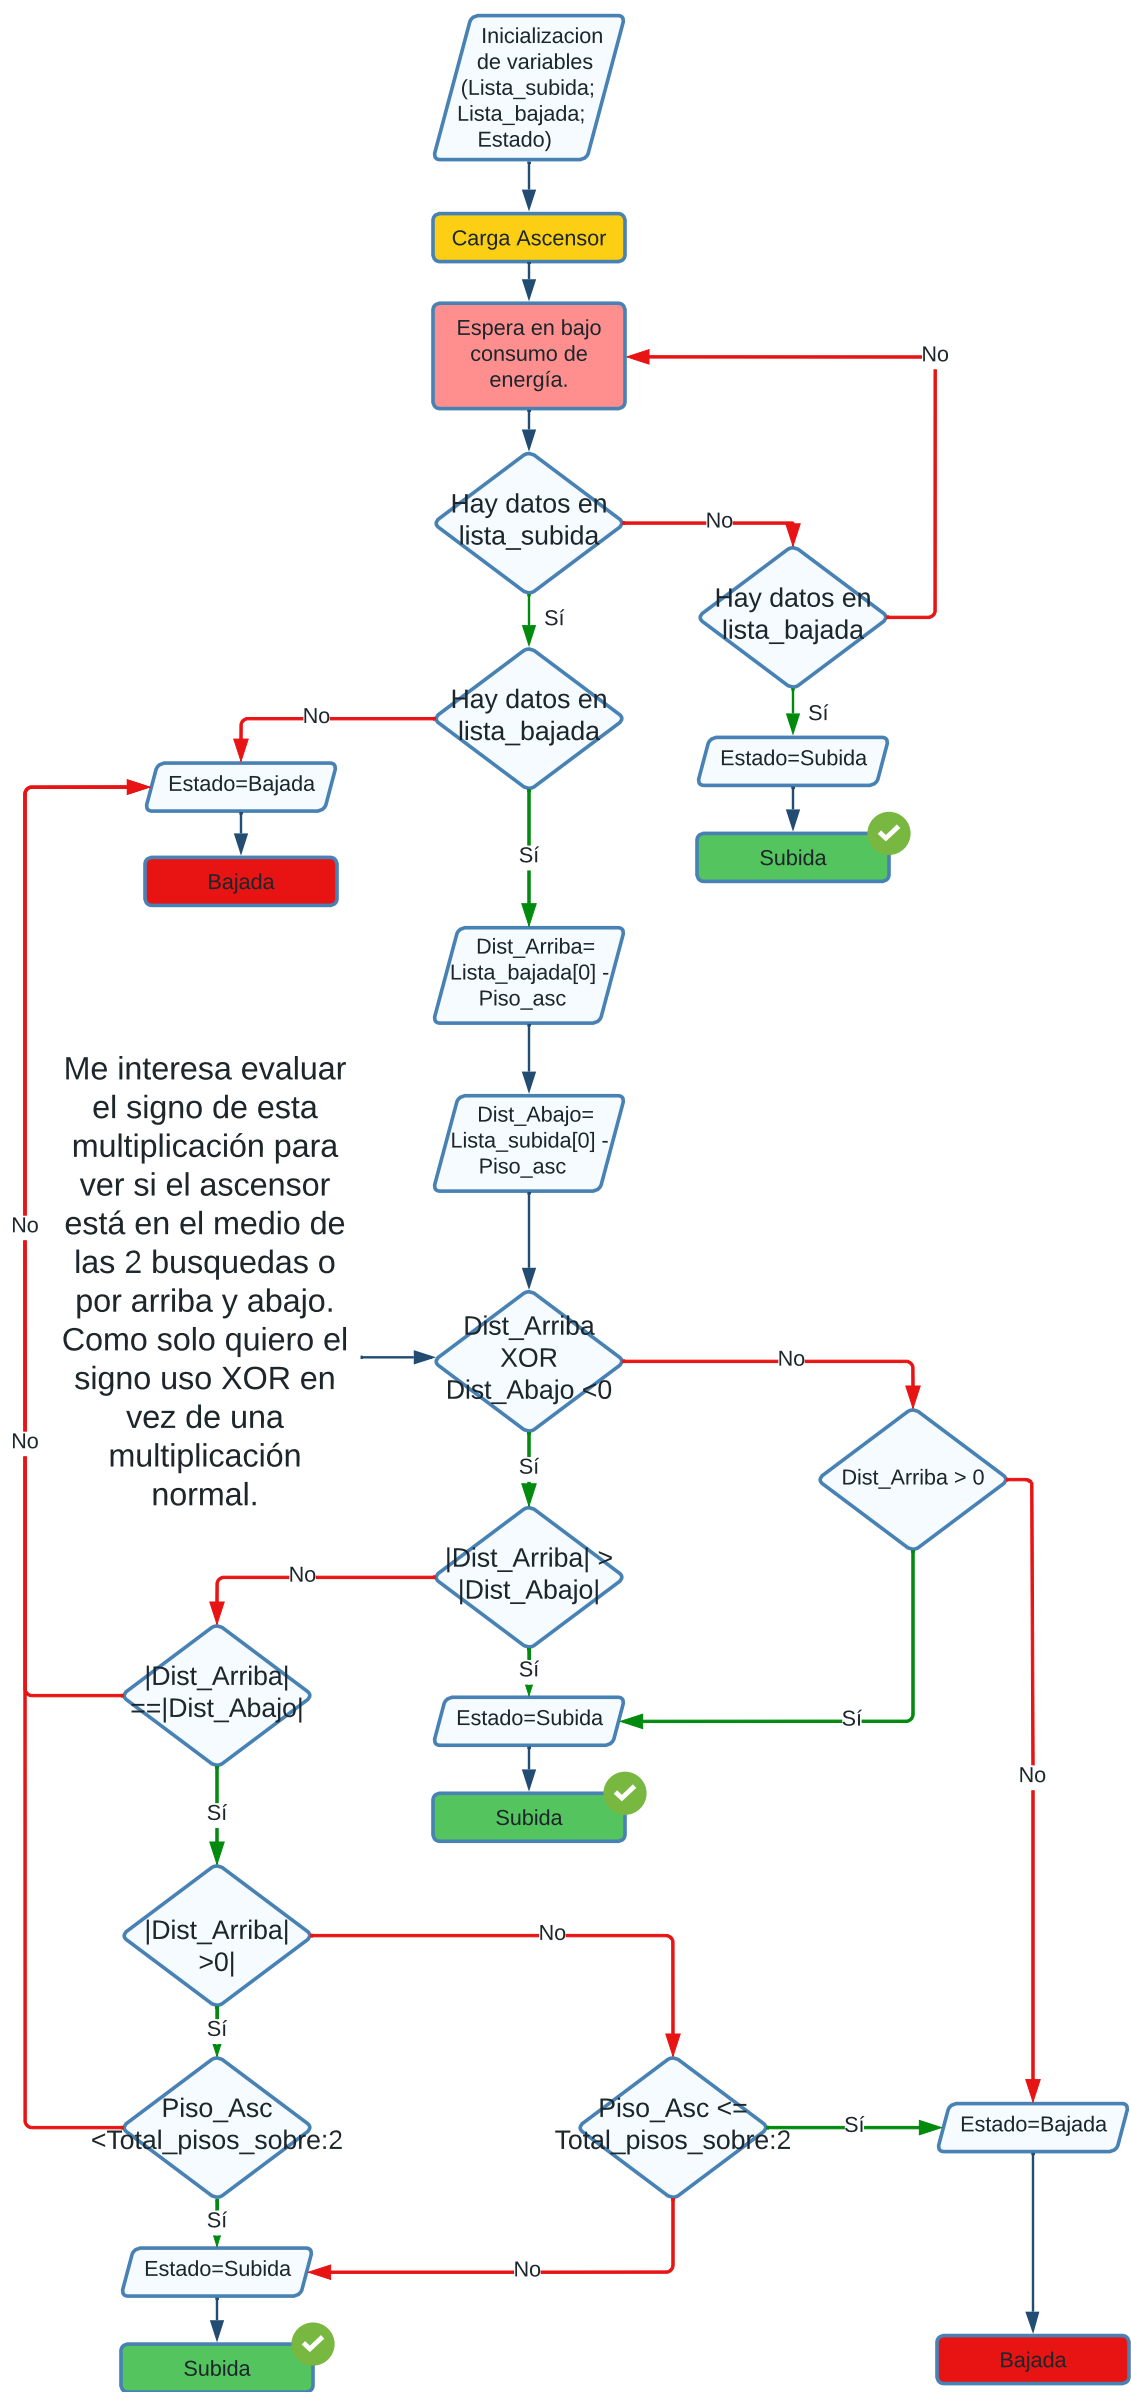 Inicializacion
de variables
(Lista_subida;
Lista_bajada;
Estado)
Carga Ascensor
Espera en bajo
consumo de
energía.
No
Hay datos en
lista_subida
No
Hay datos en
lista_bajada
Sí
Hay datos en
lista_bajada
No
Sí
Estado=Subida
Estado=Bajada
Subida
Sí
Bajada
Dist_Arriba=
Lista_bajada[0] -
Piso_asc
Me interesa evaluar
el signo de esta
multiplicación para
ver si el ascensor
está en el medio de
las 2 busquedas o
por arriba y abajo.
Como solo quiero el
signo uso XOR en
vez de una
multiplicación
normal.
Dist_Abajo=
Lista_subida[0] -
Piso_asc
No
No
Dist_Arriba
XOR
Dist_Abajo <0
No
Sí
Dist_Arriba > 0
|Dist_Arriba| >
|Dist_Abajo|
No
|Dist_Arriba|
==|Dist_Abajo|
Sí
Estado=Subida
Sí
No
Sí
Subida
|Dist_Arriba|
>0|
No
Sí
Piso_Asc
<Total_pisos_sobre:2
Piso_Asc <=
Total_pisos_sobre:2
Sí
Estado=Bajada
Sí
Estado=Subida
No
Subida
Bajada